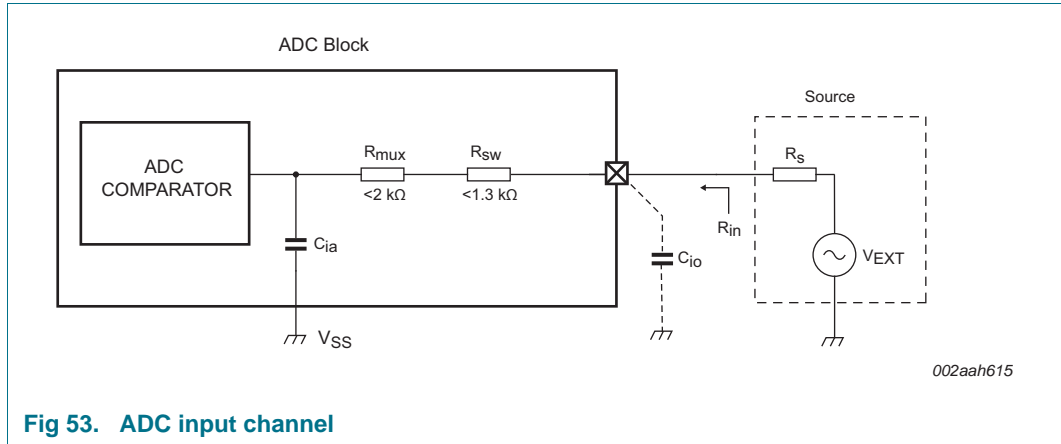 ADC Block
Source
ADC
COMPARATOR
Rmux
<2 kΩ
Rsw
<1.3 kΩ
Rs
Rin
Cia
Cio
VEXT
VSS
002aah615
Fig 53. ADC input channel